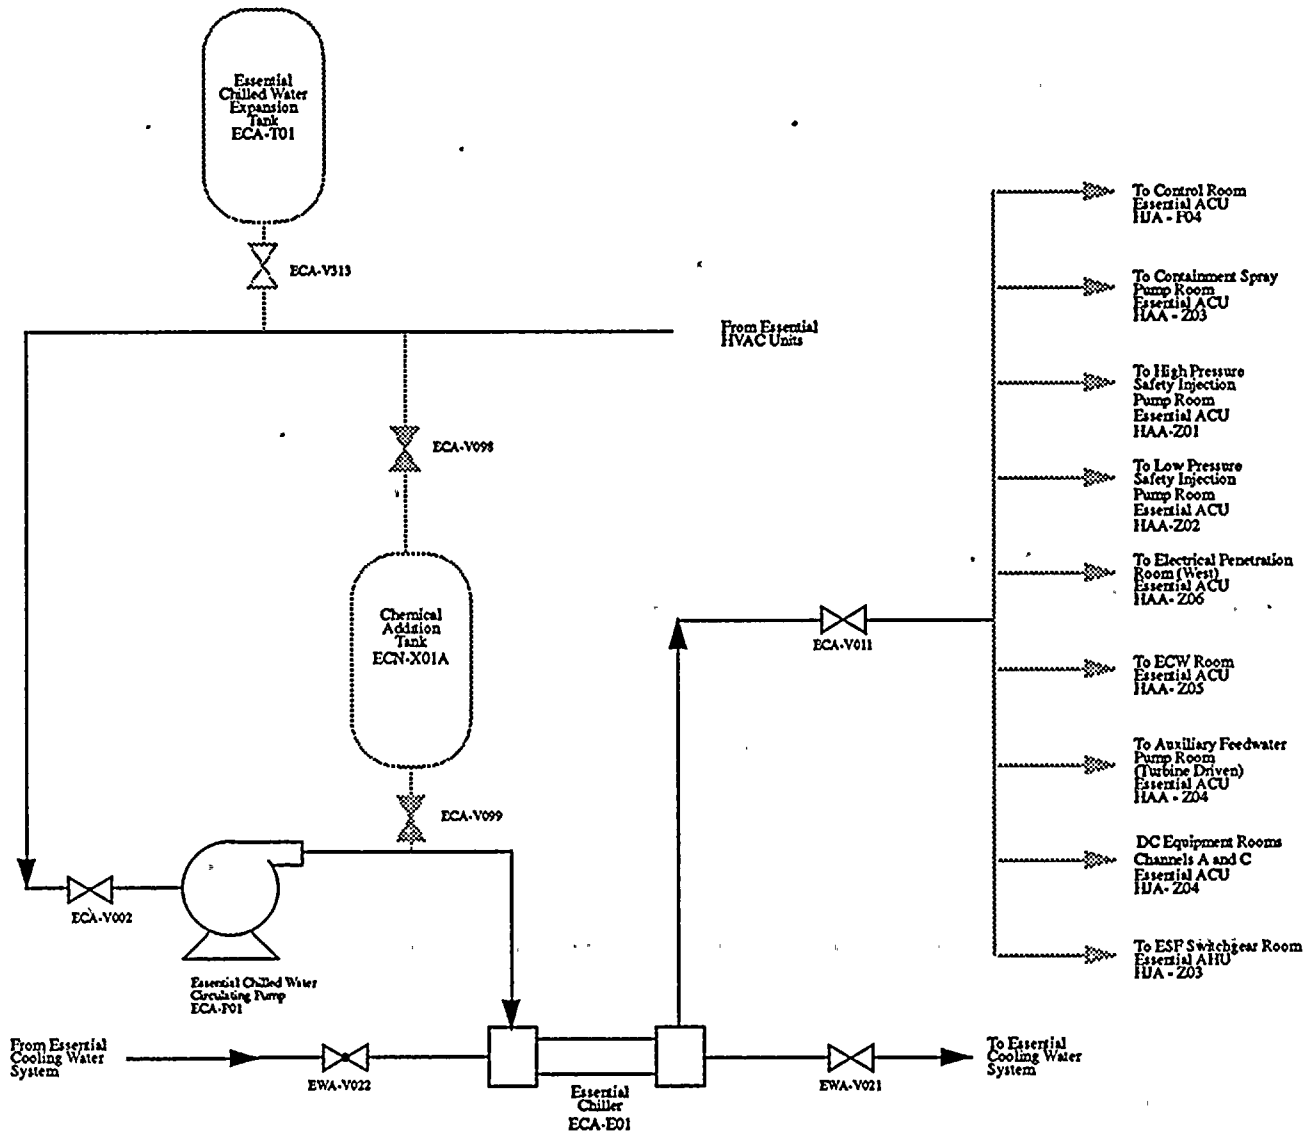 Essential
Chilled Water
Expansion
Tank
ECA-T01
ECA-V313
From Essential
HVAC Units
ECA-V098
Chemical
Addition
Tank
ECN-X01A
ECA-V099
ECA-V002
Essential Chilled Water
Circulating Pump
ECA-P01
From Essential
Cooling Water
System
EWA-V022
Essential
Chiller
ECA-E01
EWA-V021
To Essential
Cooling Water
System
ECA-V011
To Control Room
Essential ACU
HJA - F04
To Containment Spray
Pump Room
Essential ACU
HAA - Z03
To High Pressure
Safety Injection
Pump Room
Essential ACU
HAA-Z01
To Low Pressure
Safety Injection
Pump Room
Essential ACU
HAA-Z02
To Electrical Penetration
Room (West)
Essential ACU
HAA - Z06
To ECW Room
Essential ACU
HAA - Z05
To Auxiliary Feedwater
Pump Room
(Turbine Driven)
Essential ACU
HAA - Z04
DC Equipment Rooms
Channels A and C
Essential ACU
HJA - Z04
To ESF Switchgear Room
Essential AHU
HJA - Z03